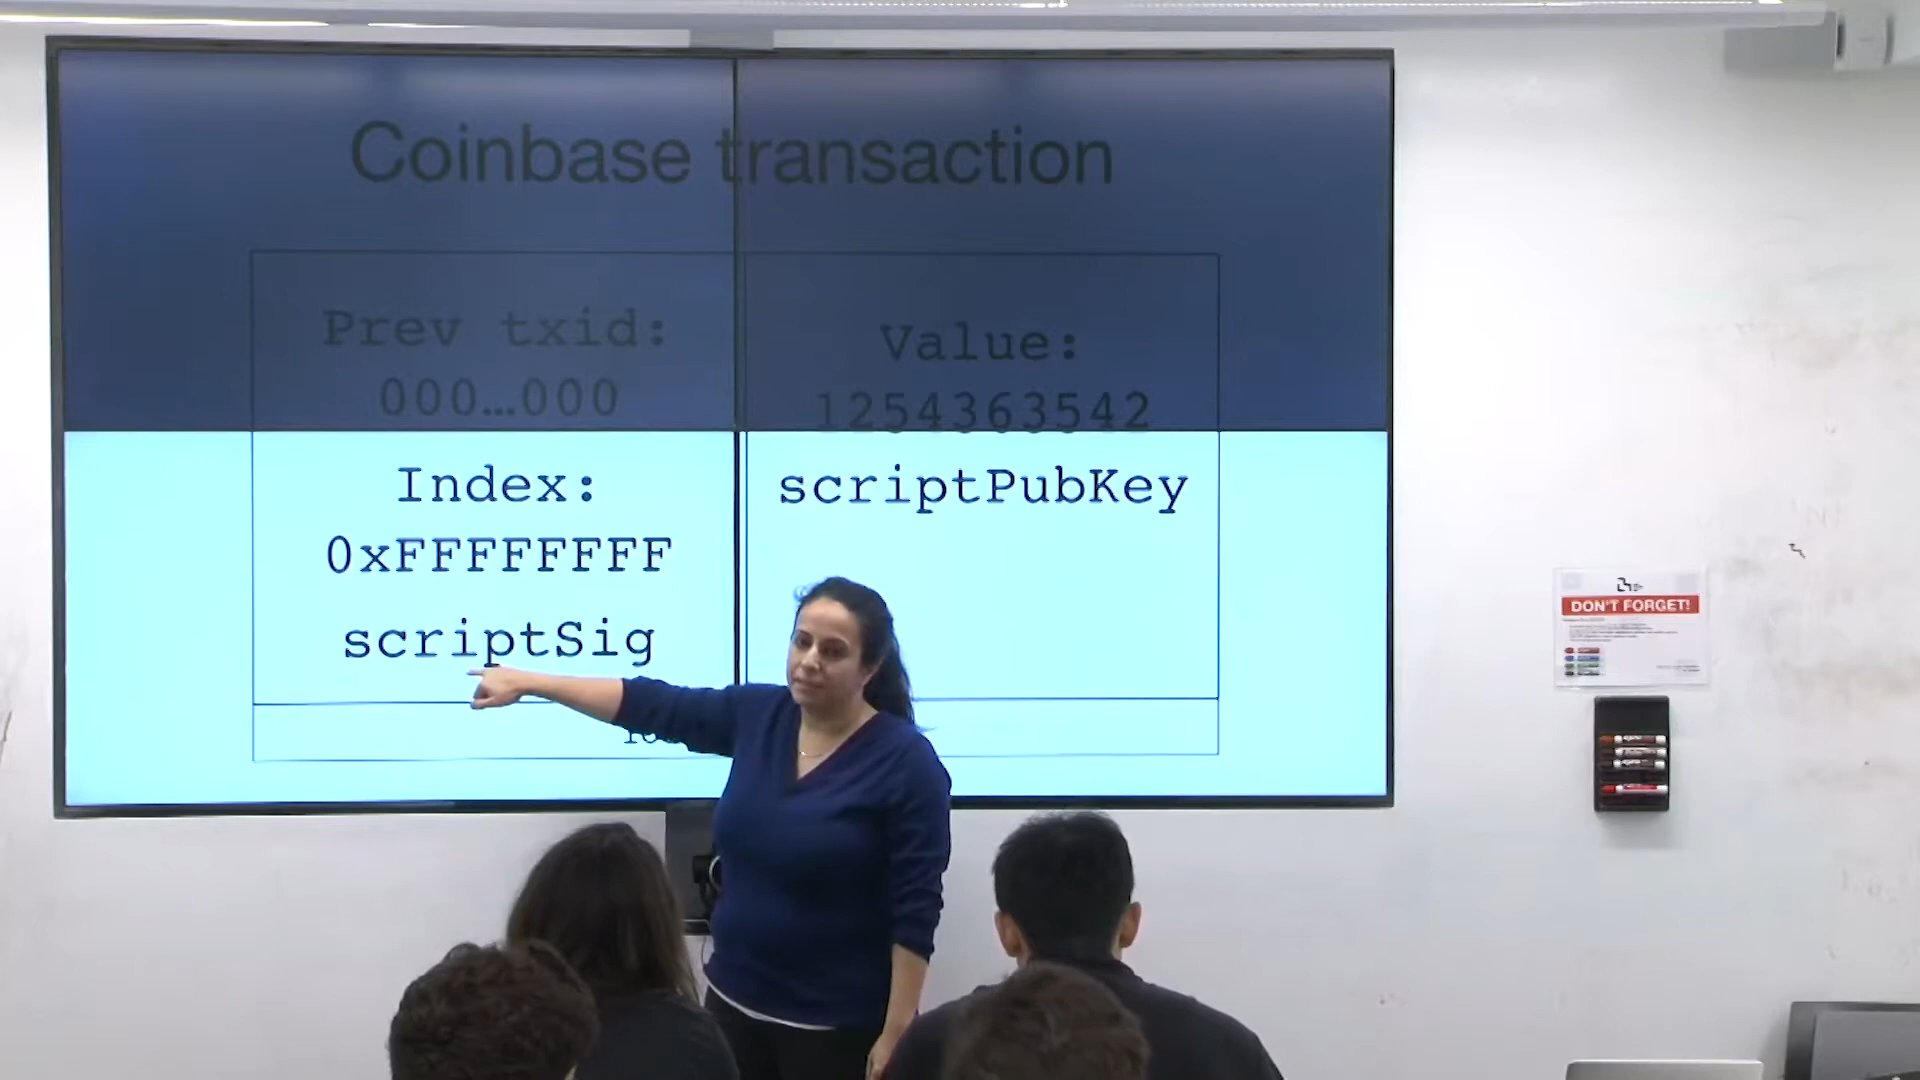 Coinbase transaction
Prev txid:
000…000
Index:
0xFFFFFFFF
scriptSig
Value:
1254363542
scriptPubKey
DON'T FORGET!